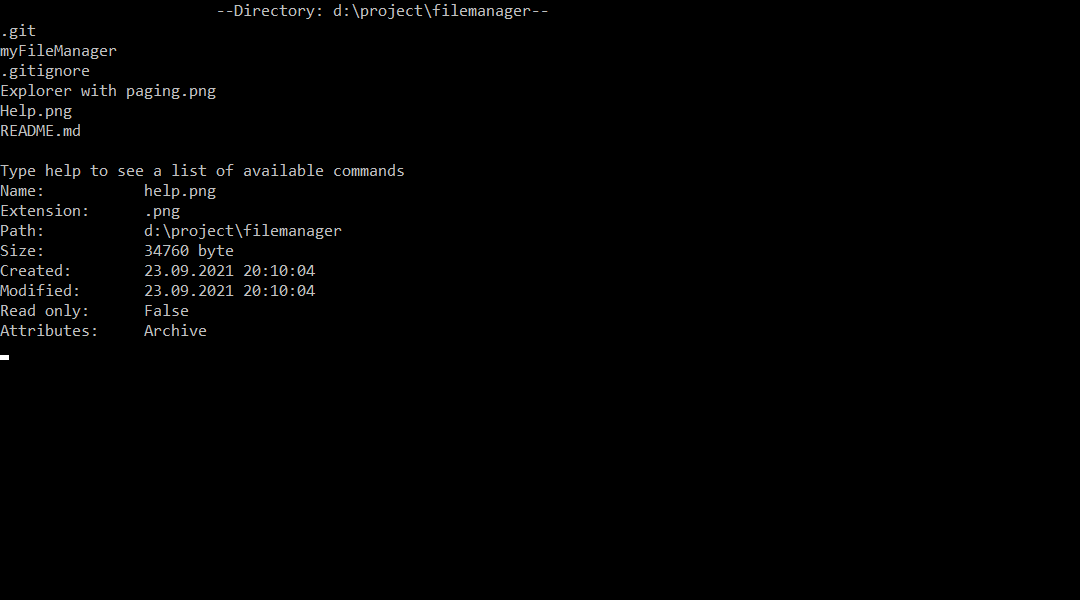 --Directory: d:\project\filemanager--
.git
myFileManager
.gitignore
Explorer with paging.png
Help.png
README.md
Type help to see a list of available commands
Name: help.png
Extension: .png
Path: d:\project\filemanager
Size: 34760 byte
Created: 23.09.2021 20:10:04
Modified: 23.09.2021 20:10:04
Read only: False
Attributes: Archive